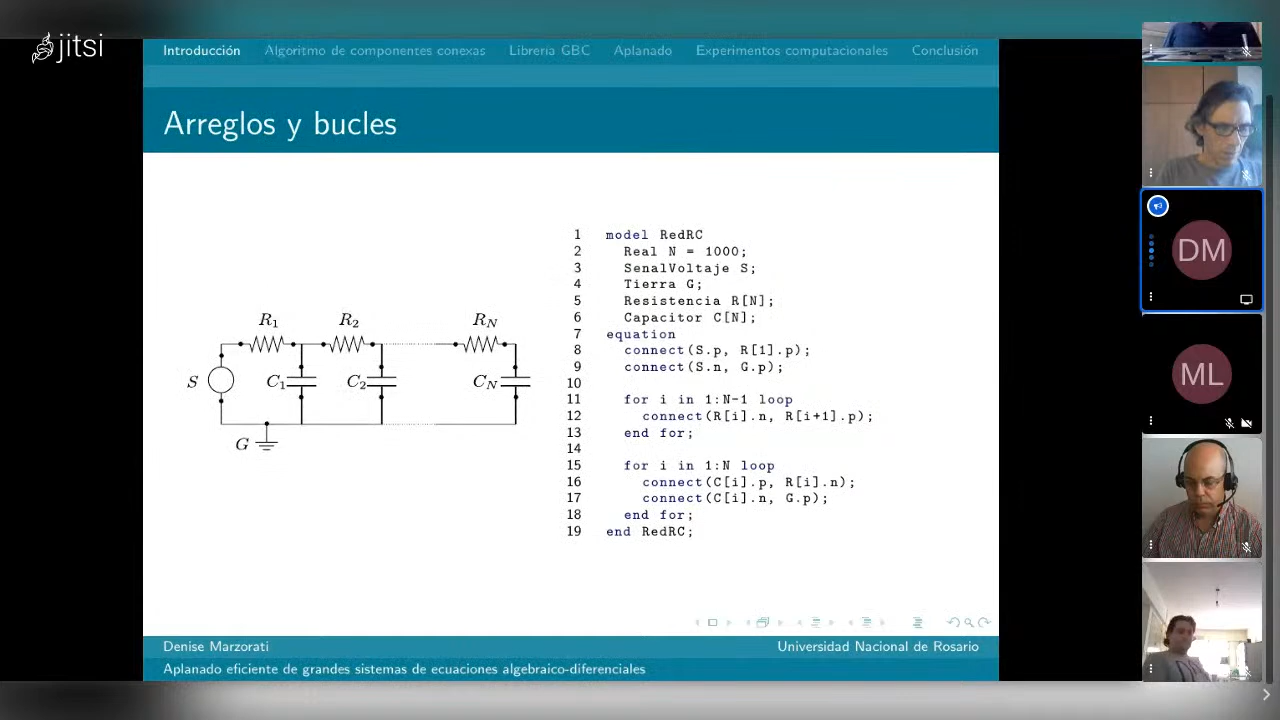 jitsi
Introducción Algoritmo de componentes conexas Librería GBC Aplanado Experimentos computacionales Conclusión
Arreglos y bucles
R1 R2 RN
S C1 C2 CN
G
1 model RedRC
2 Real N = 1000;
3 SenalVoltaje S;
4 Tierra G;
5 Resistencia R[N];
6 Capacitor C[N];
7 equation
8 connect(S.p, R[1].p);
9 connect(S.n, G.p);
10
11 for i in 1:N-1 loop
12 connect(R[i].n, R[i+1].p);
13 end for;
14
15 for i in 1:N loop
16 connect(C[i].p, R[i].n);
17 connect(C[i].n, G.p);
18 end for;
19 end RedRC;
Denise Marzorati Universidad Nacional de Rosario
Aplanado eficiente de grandes sistemas de ecuaciones algebraico-diferenciales
DM
ML